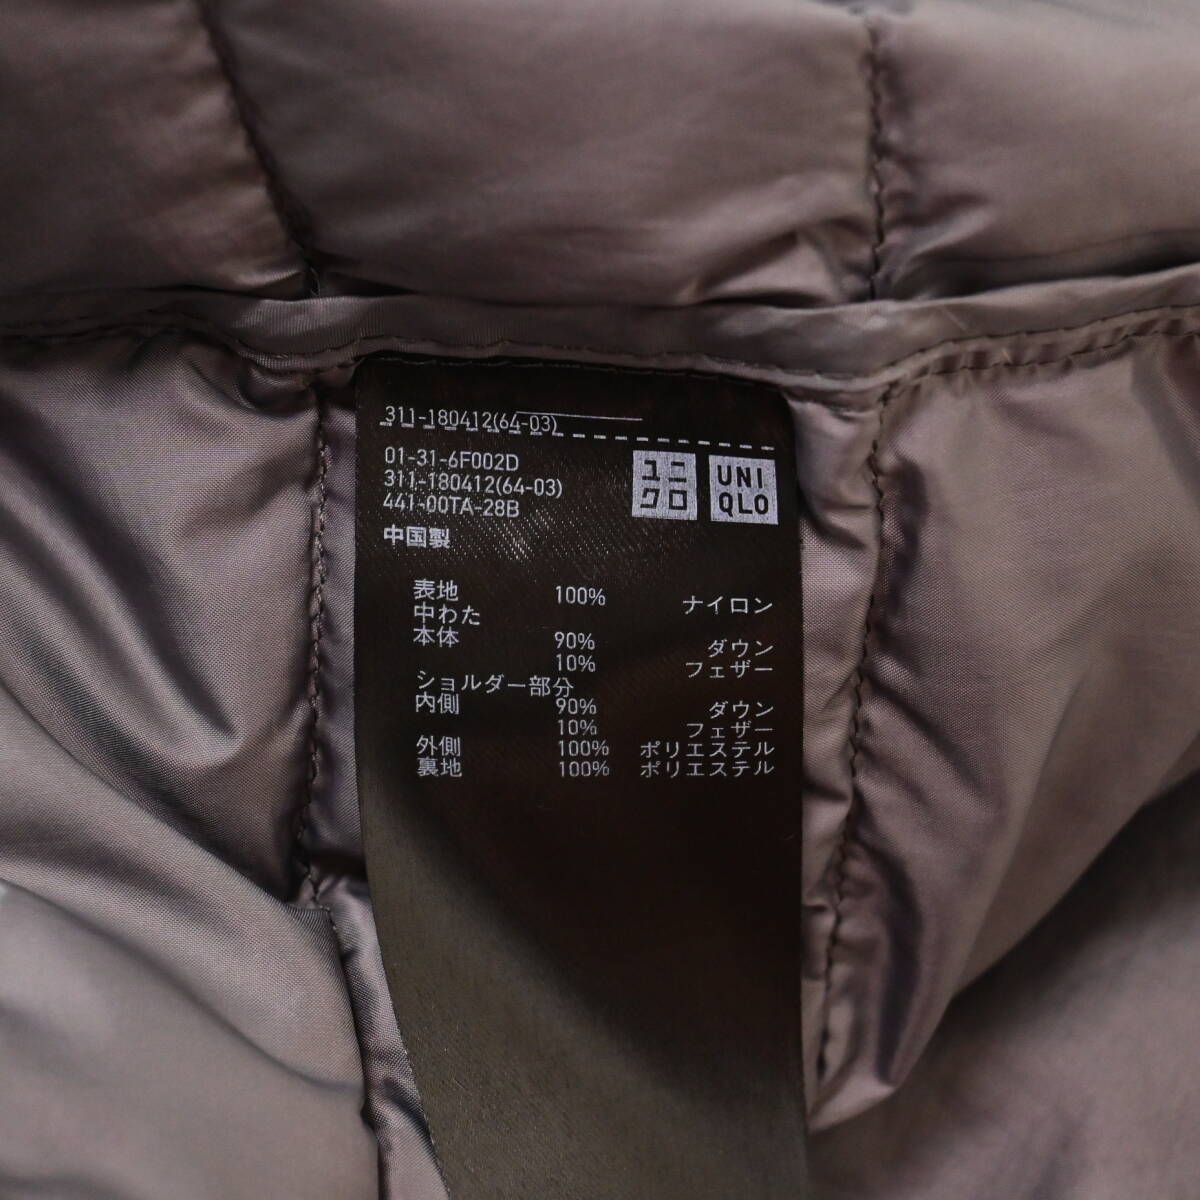 311-180412(64-03)
01-31-6F002D
311-180412(64-03)
441-00TA-28B
中国製
ユニ
クロ
UNI
QLO
表地 100% ナイロン
中わた
本体 90% ダウン
10% フェザー
ショルダー部分
内側 90% ダウン
10% フェザー
外側 100% ポリエステル
裏地 100% ポリエステル